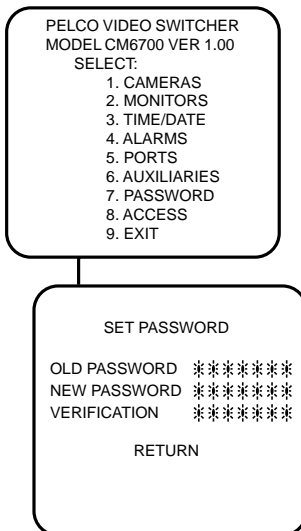 PELCO VIDEO SWITCHER
MODEL CM6700 VER 1.00
SELECT:
1. CAMERAS
2. MONITORS
3. TIME/DATE
4. ALARMS
5. PORTS
6. AUXILIARIES
7. PASSWORD
8. ACCESS
9. EXIT
SET PASSWORD
OLD PASSWORD *******
NEW PASSWORD *******
VERIFICATION *******
RETURN